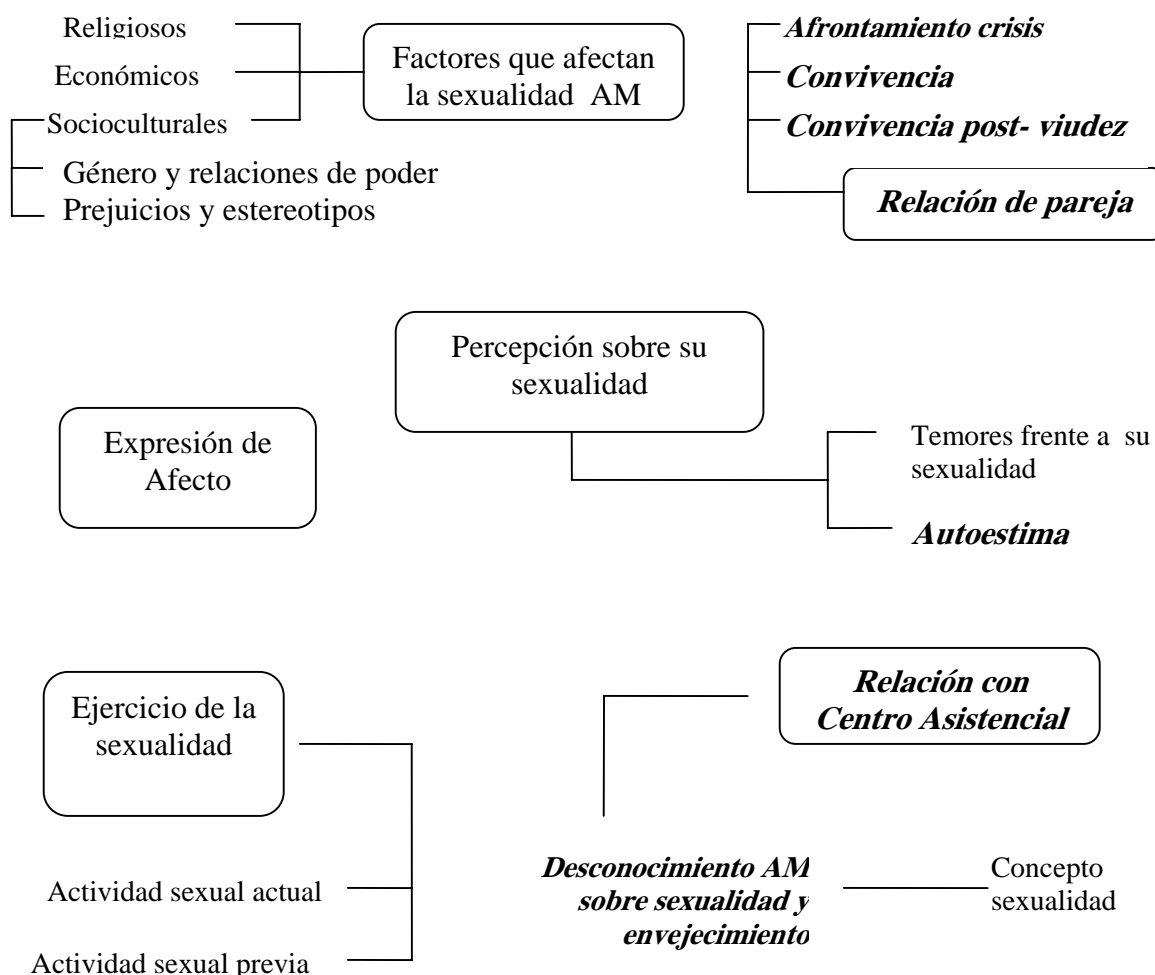 Religiosos
Económicos
Socioculturales
Género y relaciones de poder
Prejuicios y estereotipos
Factores que afectan
la sexualidad AM
Afrontamiento crisis
Convivencia
Convivencia post- viudez
Relación de pareja
Percepción sobre su
sexualidad
Expresión de
Afecto
Temores frente a su
sexualidad
Autoestima
Ejercicio de la
sexualidad
Actividad sexual actual
Actividad sexual previa
Relación con
Centro Asistencial
Desconocimiento AM
sobre sexualidad y
envejecimiento
Concepto
sexualidad